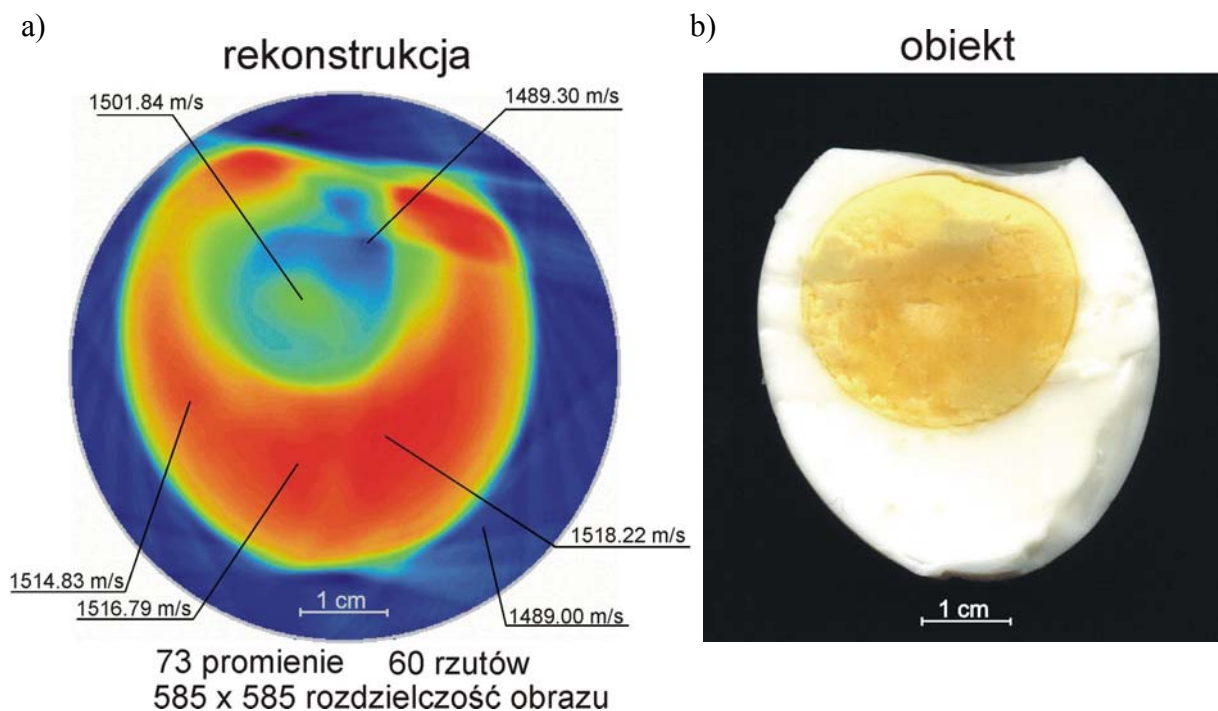 a)
rekonstrukcja
1501.84 m/s
1489.30 m/s
1514.83 m/s
1516.79 m/s
1518.22 m/s
1489.00 m/s
1 cm
73 promienie 60 rzutów
585 x 585 rozdzielczość obrazu
b)
obiekt
1 cm